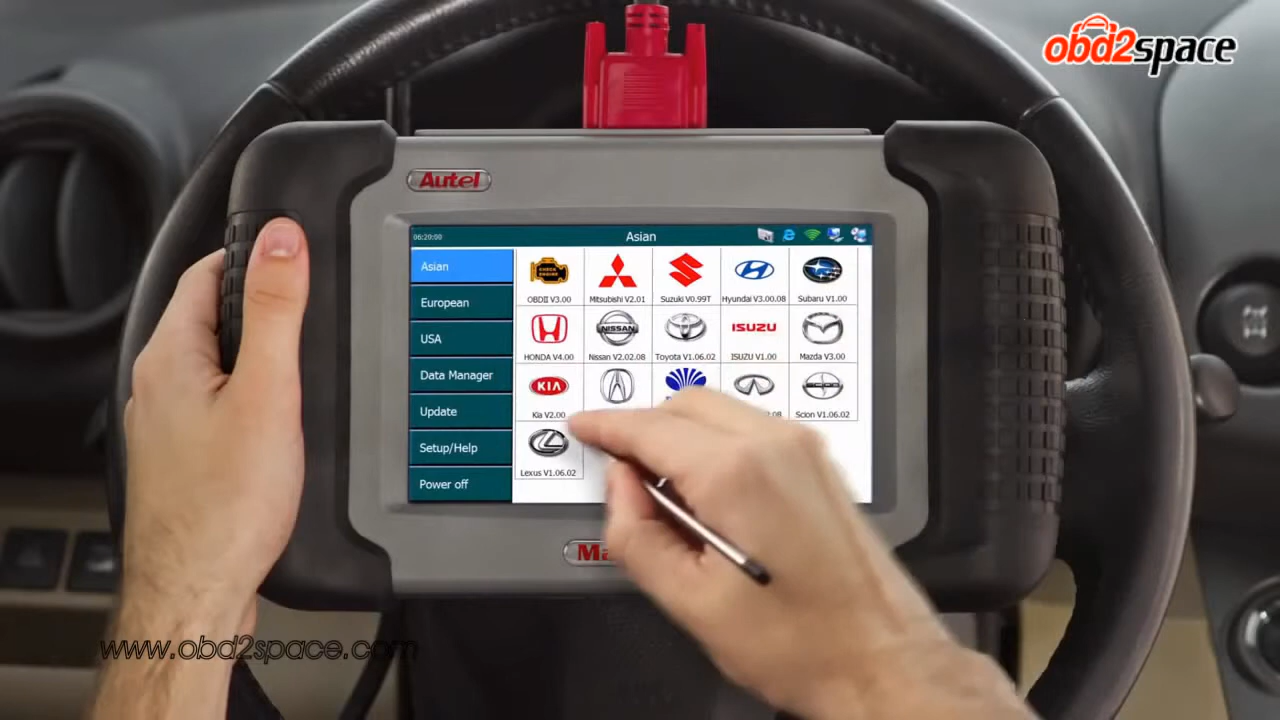 obd2space
Autel
06:20:00
Asian
Asian
European
USA
Data Manager
Update
Setup/Help
Power off
CHECK ENGINE
OBDII V3.00
Mitsubishi V2.01
Suzuki V0.99T
Hyundai V3.00.08
Subaru V1.00
HONDA V4.00
NISSAN
Nissan V2.02.08
Toyota V1.06.02
ISUZU
ISUZU V1.00
Mazda V3.00
KIA
Kia V2.00
Scion V1.06.02
Lexus V1.06.02
www.obd2space.com